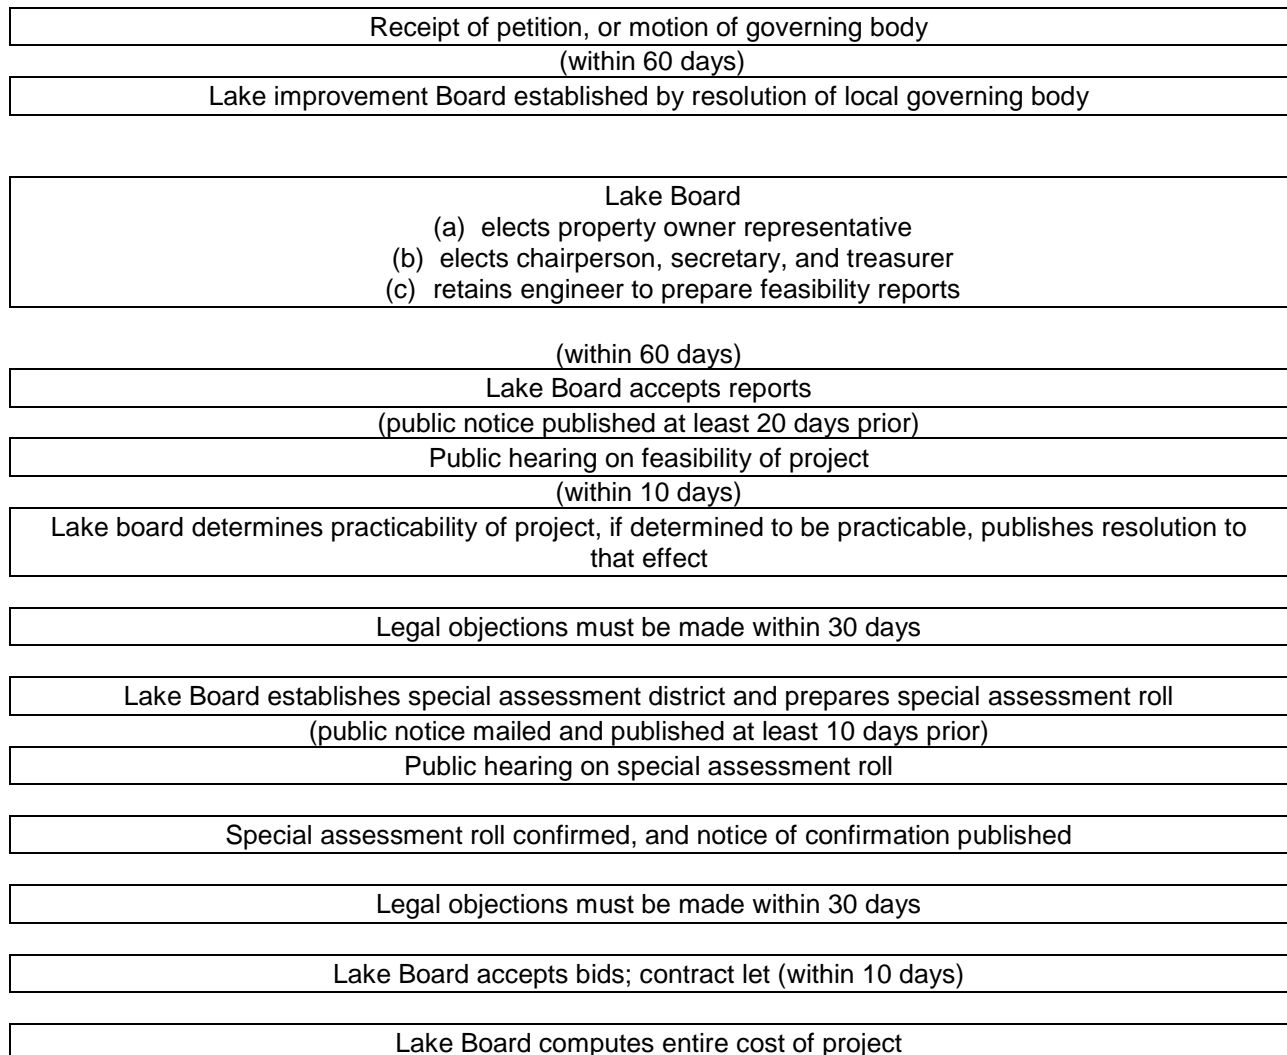 Receipt of petition, or motion of governing body
(within 60 days)
Lake improvement Board established by resolution of local governing body
Lake Board
(a) elects property owner representative
(b) elects chairperson, secretary, and treasurer
(c) retains engineer to prepare feasibility reports
(within 60 days)
Lake Board accepts reports
(public notice published at least 20 days prior)
Public hearing on feasibility of project
(within 10 days)
Lake board determines practicability of project, if determined to be practicable, publishes resolution to
that effect
Legal objections must be made within 30 days
Lake Board establishes special assessment district and prepares special assessment roll
(public notice mailed and published at least 10 days prior)
Public hearing on special assessment roll
Special assessment roll confirmed, and notice of confirmation published
Legal objections must be made within 30 days
Lake Board accepts bids; contract let (within 10 days)
Lake Board computes entire cost of project